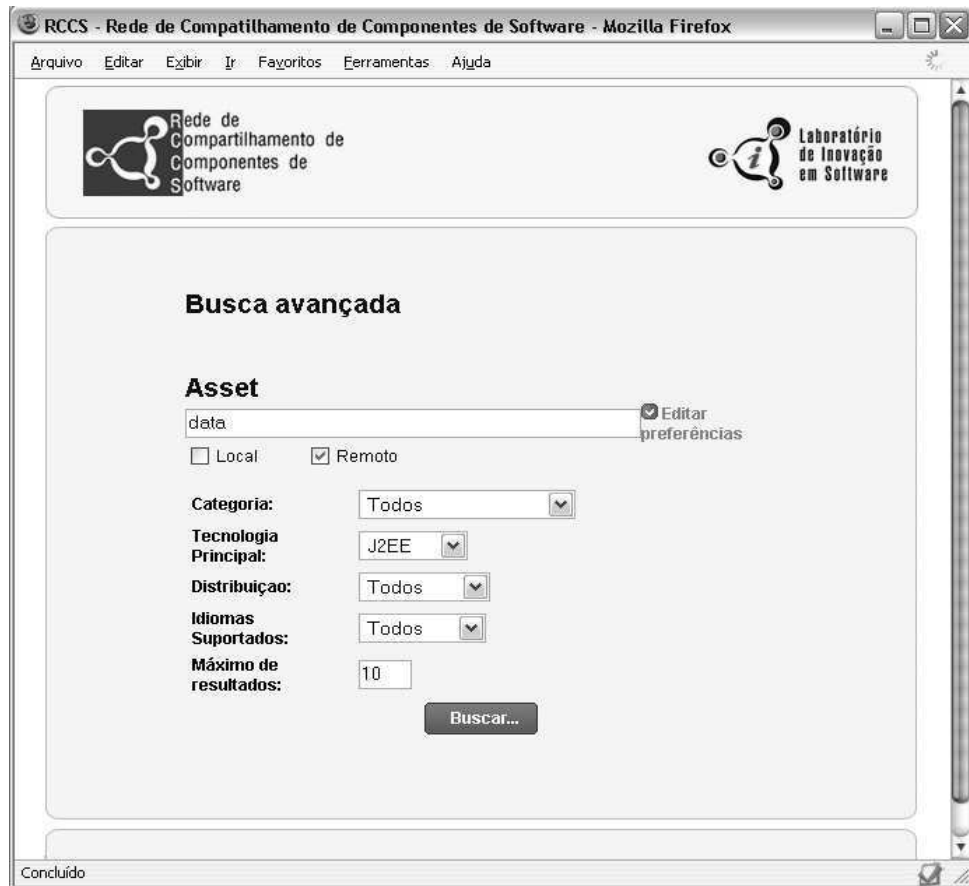 RCCS - Rede de Compatilhamento de Componentes de Software - Mozilla Firefox
Arquivo Editar Exibir Ir Favoritos Ferramentas Ajuda
Rede de
Compartilhamento de
Componentes de
Software
Laboratório
de Inovação
em Software
Busca avançada
Asset
data
Editar
preferências
Local Remoto
Categoria: Todos
Tecnologia
Principal: J2EE
Distribuiçao: Todos
Idiomas
Suportados: Todos
Máximo de
resultados: 10
Buscar...
Concluído